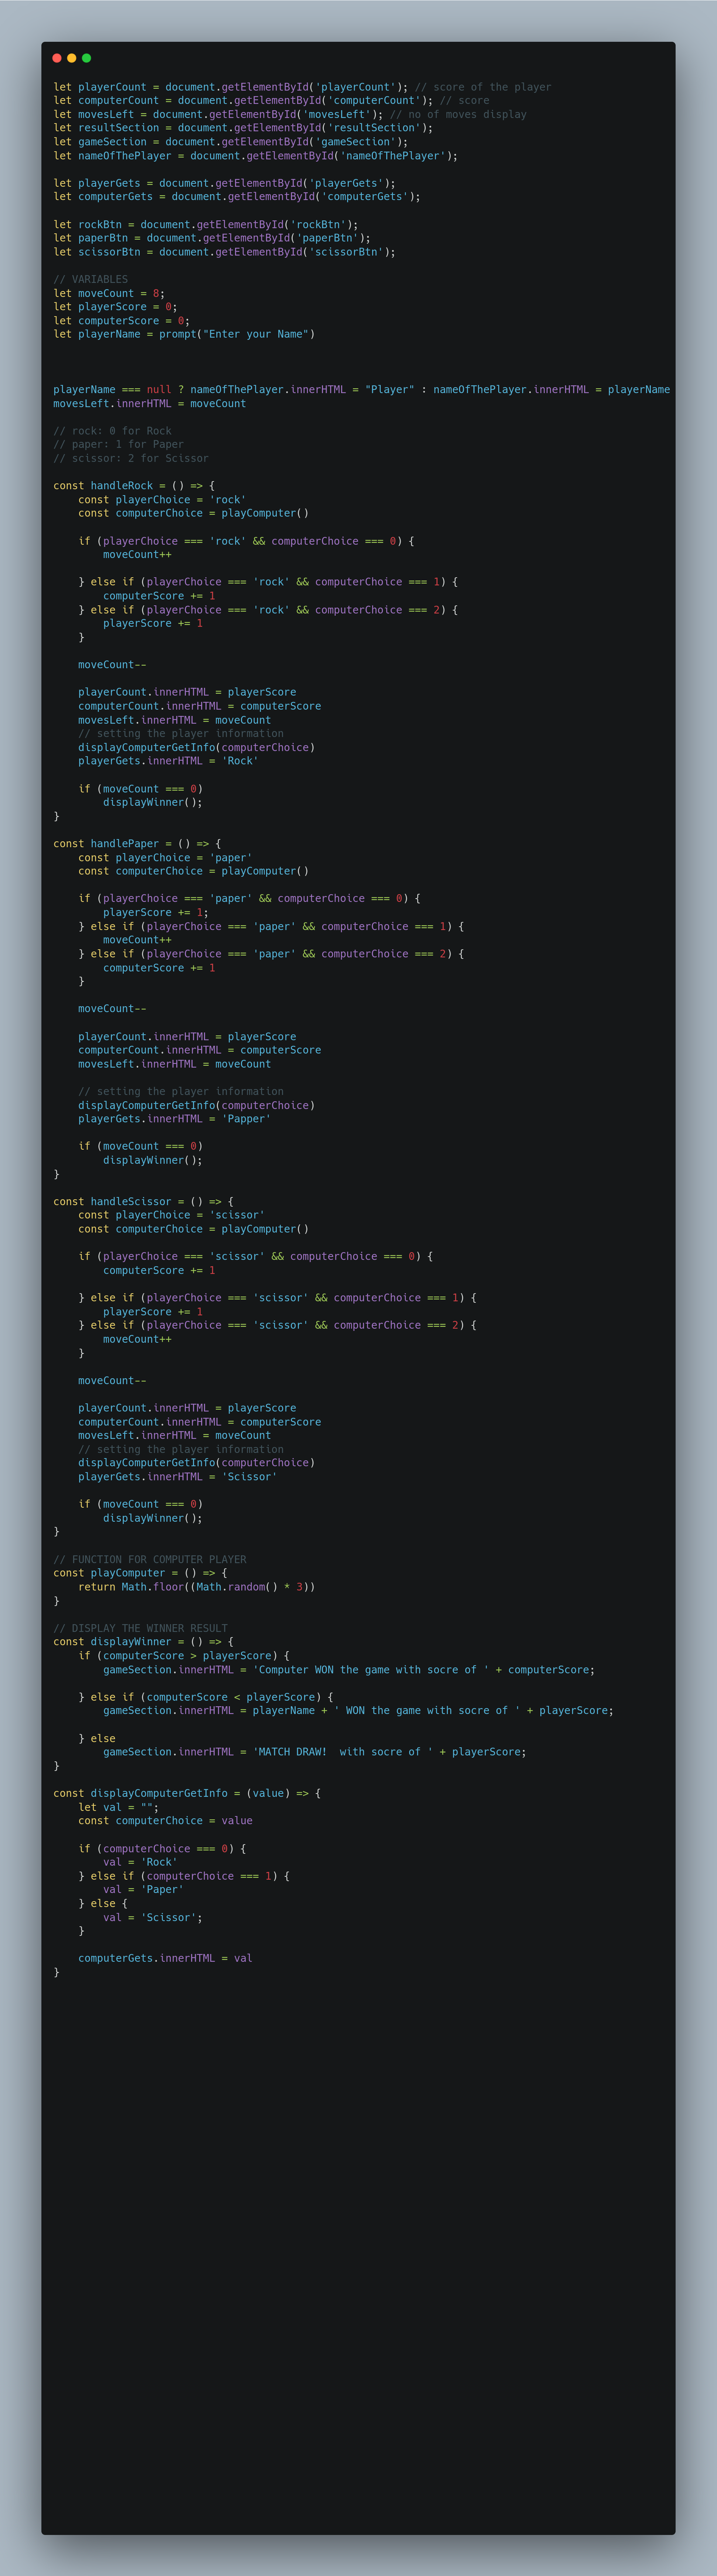 let playerCount = document.getElementById('playerCount'); // score of the player
let computerCount = document.getElementById('computerCount'); // score
let movesLeft = document.getElementById('movesLeft'); // no of moves display
let resultSection = document.getElementById('resultSection');
let gameSection = document.getElementById('gameSection');
let nameOfThePlayer = document.getElementById('nameOfThePlayer');

let playerGets = document.getElementById('playerGets');
let computerGets = document.getElementById('computerGets');

let rockBtn = document.getElementById('rockBtn');
let paperBtn = document.getElementById('paperBtn');
let scissorBtn = document.getElementById('scissorBtn');

// VARIABLES
let moveCount = 8;
let playerScore = 0;
let computerScore = 0;
let playerName = prompt("Enter your Name")

playerName === null ? nameOfThePlayer.innerHTML = "Player" : nameOfThePlayer.innerHTML = playerName
movesLeft.innerHTML = moveCount

// rock: 0 for Rock
// paper: 1 for Paper
// scissor: 2 for Scissor

const handleRock = () => {
    const playerChoice = 'rock'
    const computerChoice = playComputer()

    if (playerChoice === 'rock' && computerChoice === 0) {
        moveCount++

    } else if (playerChoice === 'rock' && computerChoice === 1) {
        computerScore += 1
    } else if (playerChoice === 'rock' && computerChoice === 2) {
        playerScore += 1
    }

    moveCount--

    playerCount.innerHTML = playerScore
    computerCount.innerHTML = computerScore
    movesLeft.innerHTML = moveCount
    // setting the player information
    displayComputerGetInfo(computerChoice)
    playerGets.innerHTML = 'Rock'

    if (moveCount === 0)
        displayWinner();
}

const handlePaper = () => {
    const playerChoice = 'paper'
    const computerChoice = playComputer()

    if (playerChoice === 'paper' && computerChoice === 0) {
        playerScore += 1;
    } else if (playerChoice === 'paper' && computerChoice === 1) {
        moveCount++
    } else if (playerChoice === 'paper' && computerChoice === 2) {
        computerScore += 1
    }

    moveCount--

    playerCount.innerHTML = playerScore
    computerCount.innerHTML = computerScore
    movesLeft.innerHTML = moveCount

    // setting the player information
    displayComputerGetInfo(computerChoice)
    playerGets.innerHTML = 'Papper'

    if (moveCount === 0)
        displayWinner();
}

const handleScissor = () => {
    const playerChoice = 'scissor'
    const computerChoice = playComputer()

    if (playerChoice === 'scissor' && computerChoice === 0) {
        computerScore += 1

    } else if (playerChoice === 'scissor' && computerChoice === 1) {
        playerScore += 1
    } else if (playerChoice === 'scissor' && computerChoice === 2) {
        moveCount++
    }

    moveCount--

    playerCount.innerHTML = playerScore
    computerCount.innerHTML = computerScore
    movesLeft.innerHTML = moveCount
    // setting the player information
    displayComputerGetInfo(computerChoice)
    playerGets.innerHTML = 'Scissor'

    if (moveCount === 0)
        displayWinner();
}

// FUNCTION FOR COMPUTER PLAYER
const playComputer = () => {
    return Math.floor((Math.random() * 3))
}

// DISPLAY THE WINNER RESULT
const displayWinner = () => {
    if (computerScore > playerScore) {
        gameSection.innerHTML = 'Computer WON the game with socre of ' + computerScore;

    } else if (computerScore < playerScore) {
        gameSection.innerHTML = playerName + ' WON the game with socre of ' + playerScore;

    } else
        gameSection.innerHTML = 'MATCH DRAW!  with socre of ' + playerScore;
}

const displayComputerGetInfo = (value) => {
    let val = "";
    const computerChoice = value

    if (computerChoice === 0) {
        val = 'Rock'
    } else if (computerChoice === 1) {
        val = 'Paper'
    } else {
        val = 'Scissor';
    }

    computerGets.innerHTML = val
}